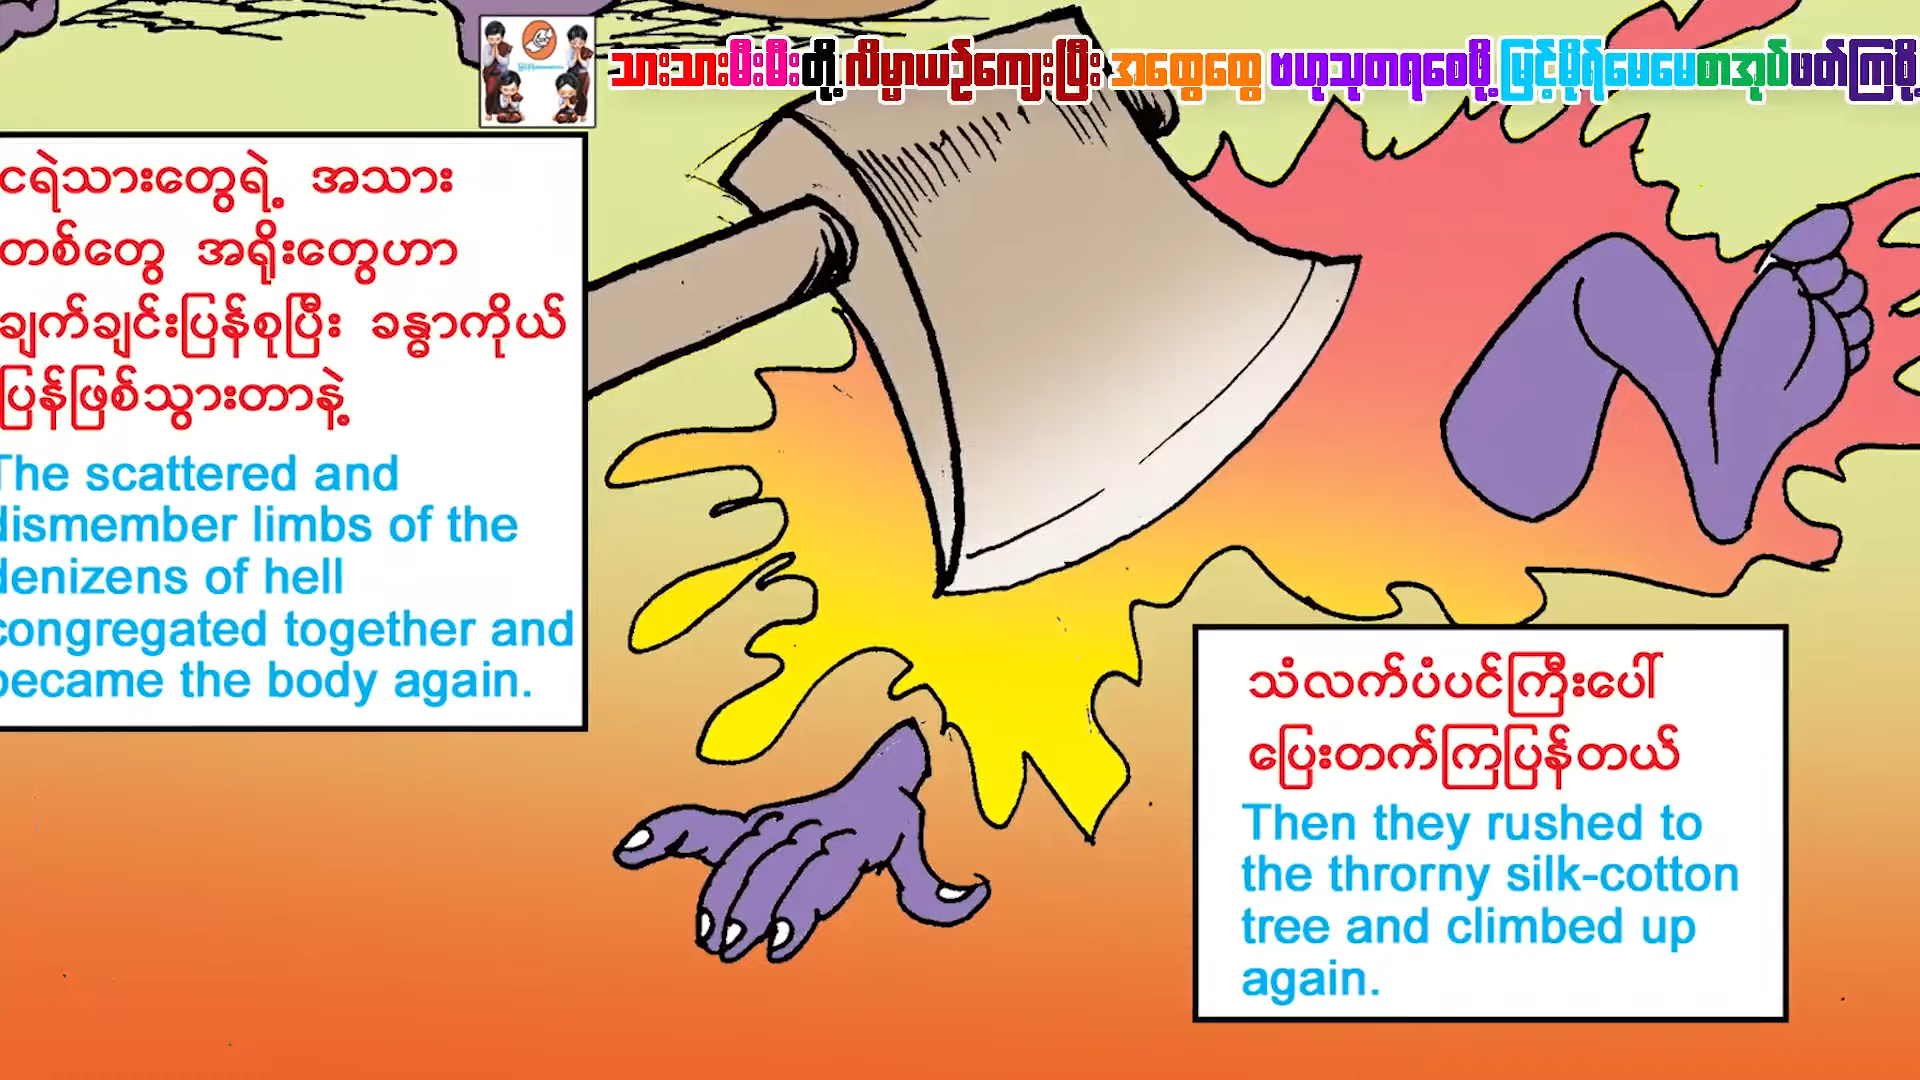 သားသားမီးမီးတို့ လိမ္မာယဉ်ကျေးပြီး အထွေထွေ ဗဟုသုတရစေဖို့ မြင့်မိုရ်မေမေစာအုပ်ဖတ်ကြစို့
ငရဲသားတွေရဲ့ အသား
တစ်တွေ အရိုးတွေဟာ
ချက်ချင်းပြန်စုပြီး ခန္ဓာကိုယ်
ပြန်ဖြစ်သွားတာနဲ့
The scattered and
dismember limbs of the
denizens of hell
congregated together and
became the body again.
သံလက်ပံပင်ကြီးပေါ်
ပြေးတက်ကြပြန်တယ်
Then they rushed to
the throrny silk-cotton
tree and climbed up
again.